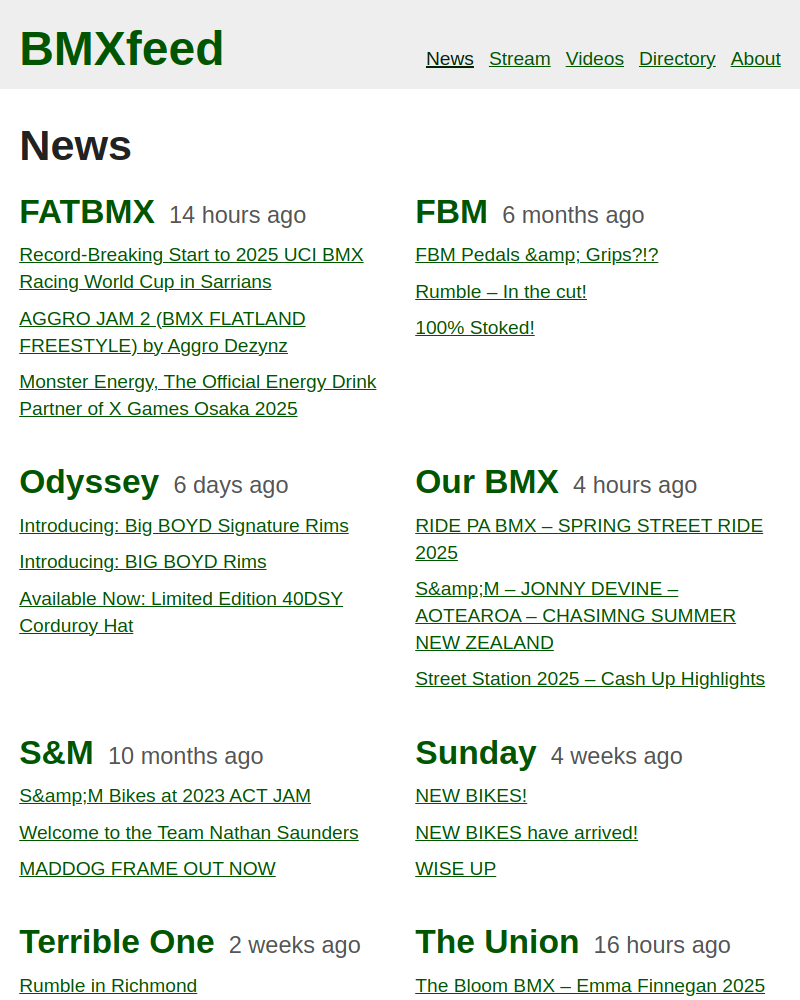 BMXfeed
News Stream Videos Directory About
News
FATBMX 14 hours ago
Record-Breaking Start to 2025 UCI BMX
Racing World Cup in Sarrians
AGGRO JAM 2 (BMX FLATLAND
FREESTYLE) by Aggro Dezynz
Monster Energy, The Official Energy Drink
Partner of X Games Osaka 2025
FBM 6 months ago
FBM Pedals &amp; Grips?!?
Rumble – In the cut!
100% Stoked!
Odyssey 6 days ago
Introducing: Big BOYD Signature Rims
Introducing: BIG BOYD Rims
Available Now: Limited Edition 40DSY
Corduroy Hat
Our BMX 4 hours ago
RIDE PA BMX – SPRING STREET RIDE
2025
S&amp;M – JONNY DEVINE –
AOTEAROA – CHASIMNG SUMMER
NEW ZEALAND
Street Station 2025 – Cash Up Highlights
S&M 10 months ago
S&amp;M Bikes at 2023 ACT JAM
Welcome to the Team Nathan Saunders
MADDOG FRAME OUT NOW
Sunday 4 weeks ago
NEW BIKES!
NEW BIKES have arrived!
WISE UP
Terrible One 2 weeks ago
Rumble in Richmond
The Union 16 hours ago
The Bloom BMX – Emma Finnegan 2025